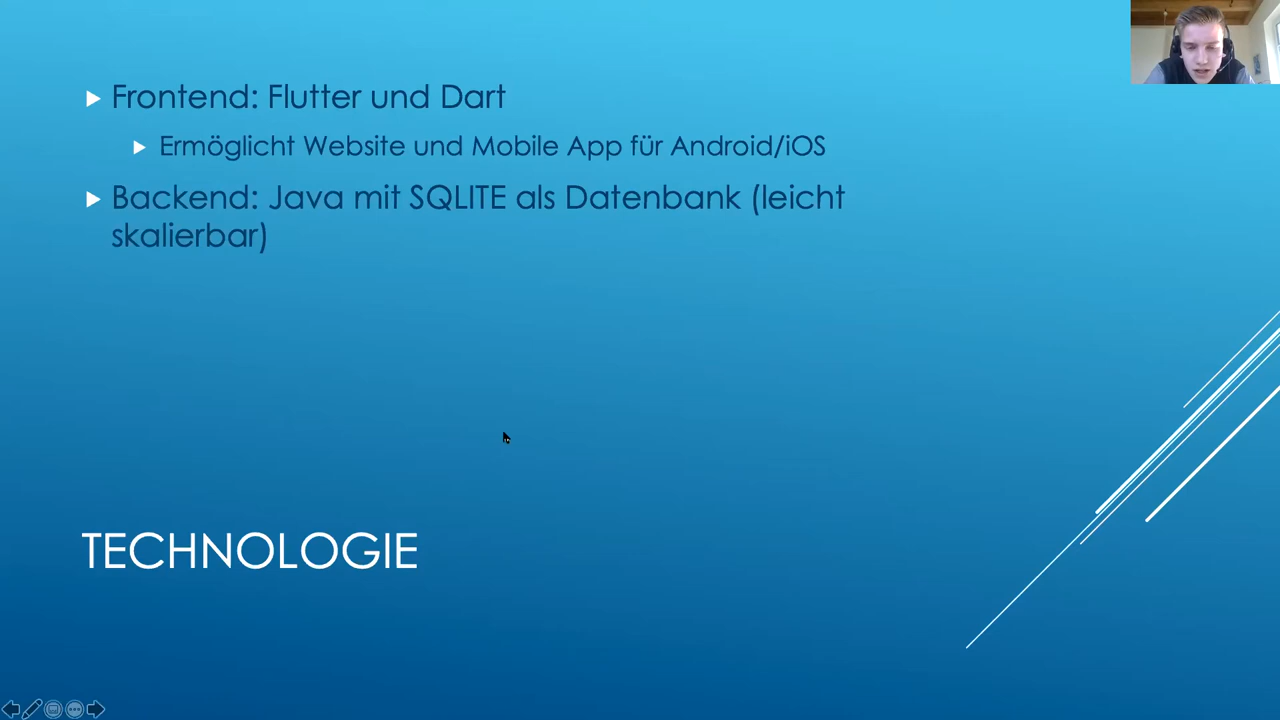 Frontend: Flutter und Dart
Ermöglicht Website und Mobile App für Android/iOS
Backend: Java mit SQLITE als Datenbank (leicht
skalierbar)
TECHNOLOGIE